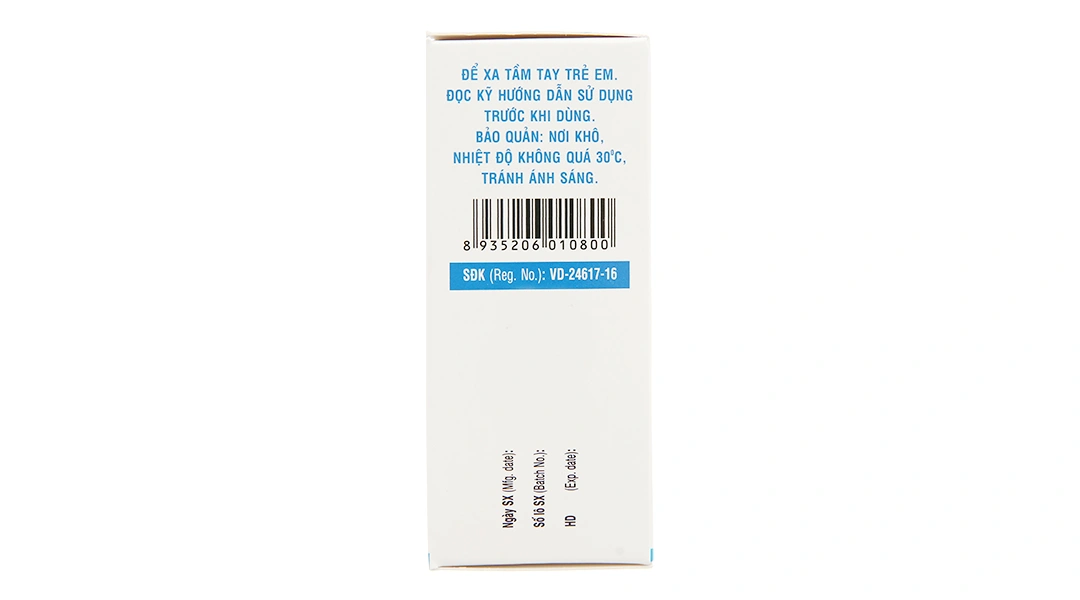 ĐỂ XA TẦM TAY TRẺ EM.
ĐỌC KỸ HƯỚNG DẪN SỬ DỤNG
TRƯỚC KHI DÙNG.
BẢO QUẢN: NƠI KHÔ,
NHIỆT ĐỘ KHÔNG QUÁ 30⁰C,
TRÁNH ÁNH SÁNG.
8 935206 010800
SĐK (Reg. No.): VD-24617-16
Ngày SX (Mfg. date):
Số lô SX (Batch No.):
HD (Exp. date):